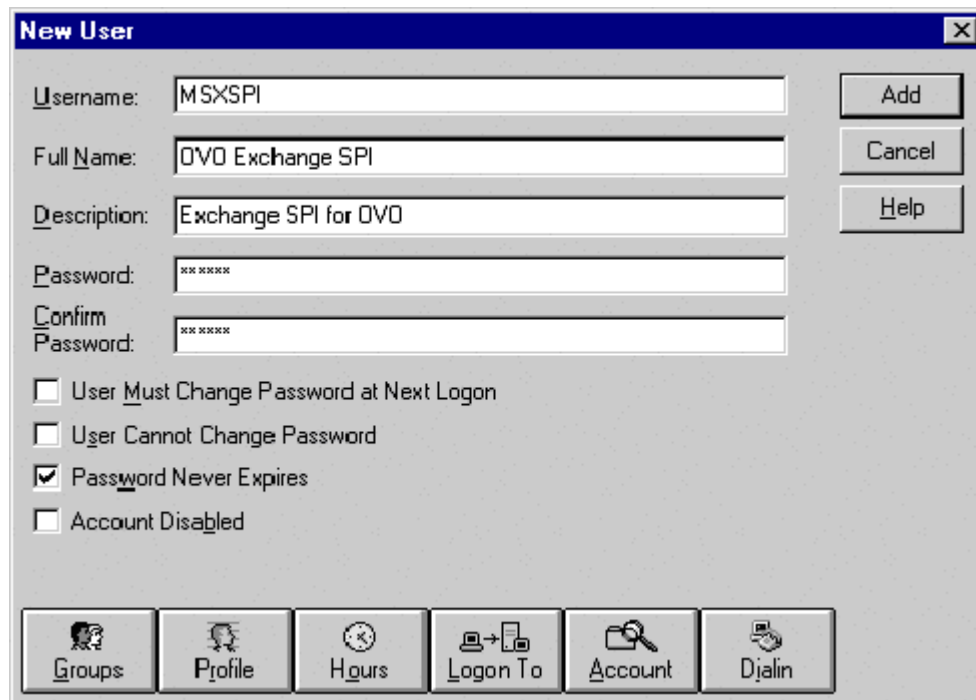 New User
Username: MSXSPI
Add
Full Name: OVO Exchange SPI
Cancel
Description: Exchange SPI for OVO
Help
Password: ******
Confirm
Password: ******
User Must Change Password at Next Logon
User Cannot Change Password
Password Never Expires
Account Disabled
Groups Profile Hours Logon To Account Dialin